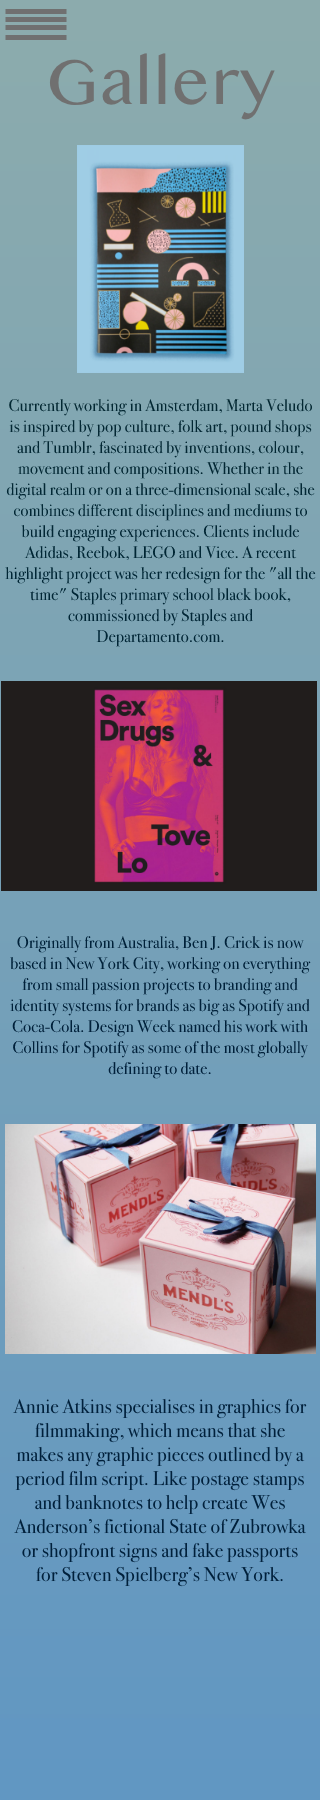 Gallery
Currently working in Amsterdam, Marta Veludo
is inspired by pop culture, folk art, pound shops
and Tumblr, fascinated by inventions, colour,
movement and compositions. Whether in the
digital realm or on a three-dimensional scale, she
combines different disciplines and mediums to
build engaging experiences. Clients include
Adidas, Reebok, LEGO and Vice. A recent
highlight project was her redesign for the "all the
time" Staples primary school black book,
commissioned by Staples and
Departamento.com.
Sex
Drugs
&
Tove
Lo
Originally from Australia, Ben J. Crick is now
based in New York City, working on everything
from small passion projects to branding and
identity systems for brands as big as Spotify and
Coca-Cola. Design Week named his work with
Collins for Spotify as some of the most globally
defining to date.
MENDL'S
MENDL'S
MENDL'S
Annie Atkins specialises in graphics for
filmmaking, which means that she
makes any graphic pieces outlined by a
period film script. Like postage stamps
and banknotes to help create Wes
Anderson's fictional State of Zubrowka
or shopfront signs and fake passports
for Steven Spielberg's New York.